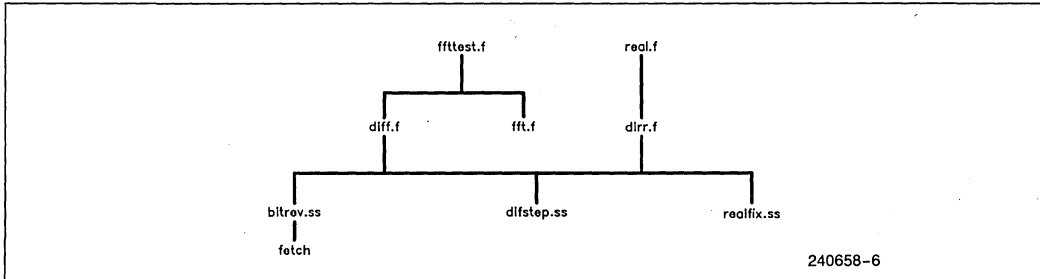 ffttest.f real.f
diff.f fft.f dirr.f
bitrev.ss difstep.ss realfix.ss
fetch
240658-6